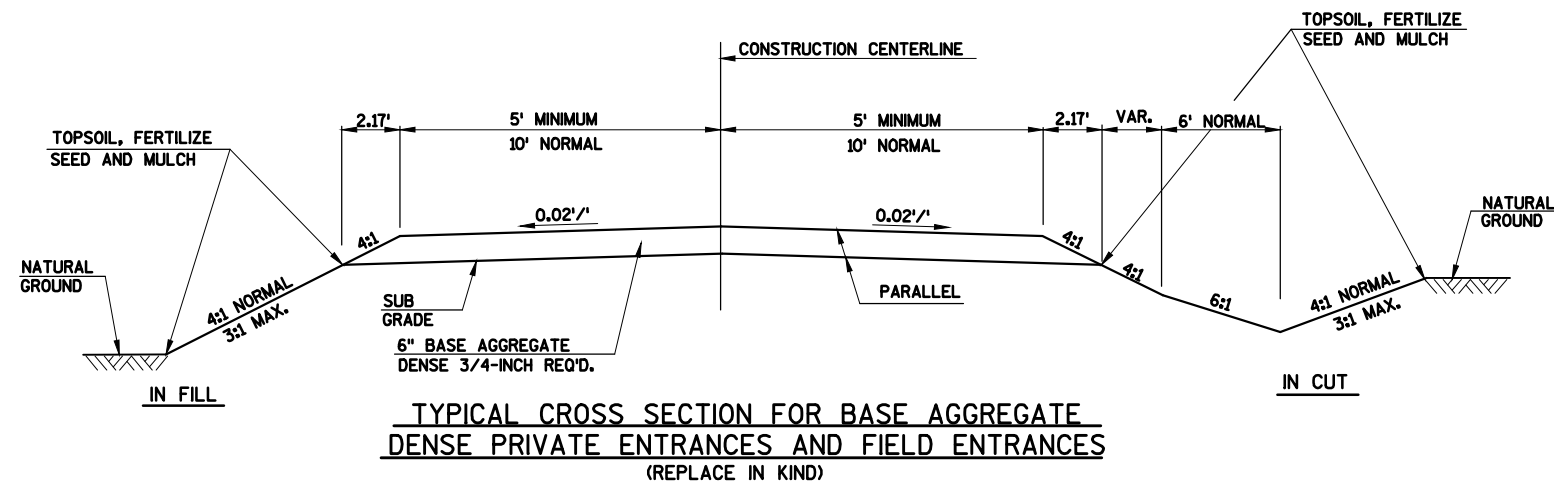 TOPSOIL, FERTILIZE
SEED AND MULCH
CONSTRUCTION CENTERLINE
2.17'
5' MINIMUM
10' NORMAL
5' MINIMUM
10' NORMAL
2.17'
VAR.
6' NORMAL
TOPSOIL, FERTILIZE
SEED AND MULCH
NATURAL
GROUND
0.02'/'
0.02'/'
4:1
4:1
4:1
6:1
4:1 NORMAL
3:1 MAX.
NATURAL
GROUND
4:1 NORMAL
3:1 MAX.
SUB
GRADE
PARALLEL
6" BASE AGGREGATE
DENSE 3/4-INCH REQ'D.
IN FILL
IN CUT
TYPICAL CROSS SECTION FOR BASE AGGREGATE
DENSE PRIVATE ENTRANCES AND FIELD ENTRANCES
(REPLACE IN KIND)